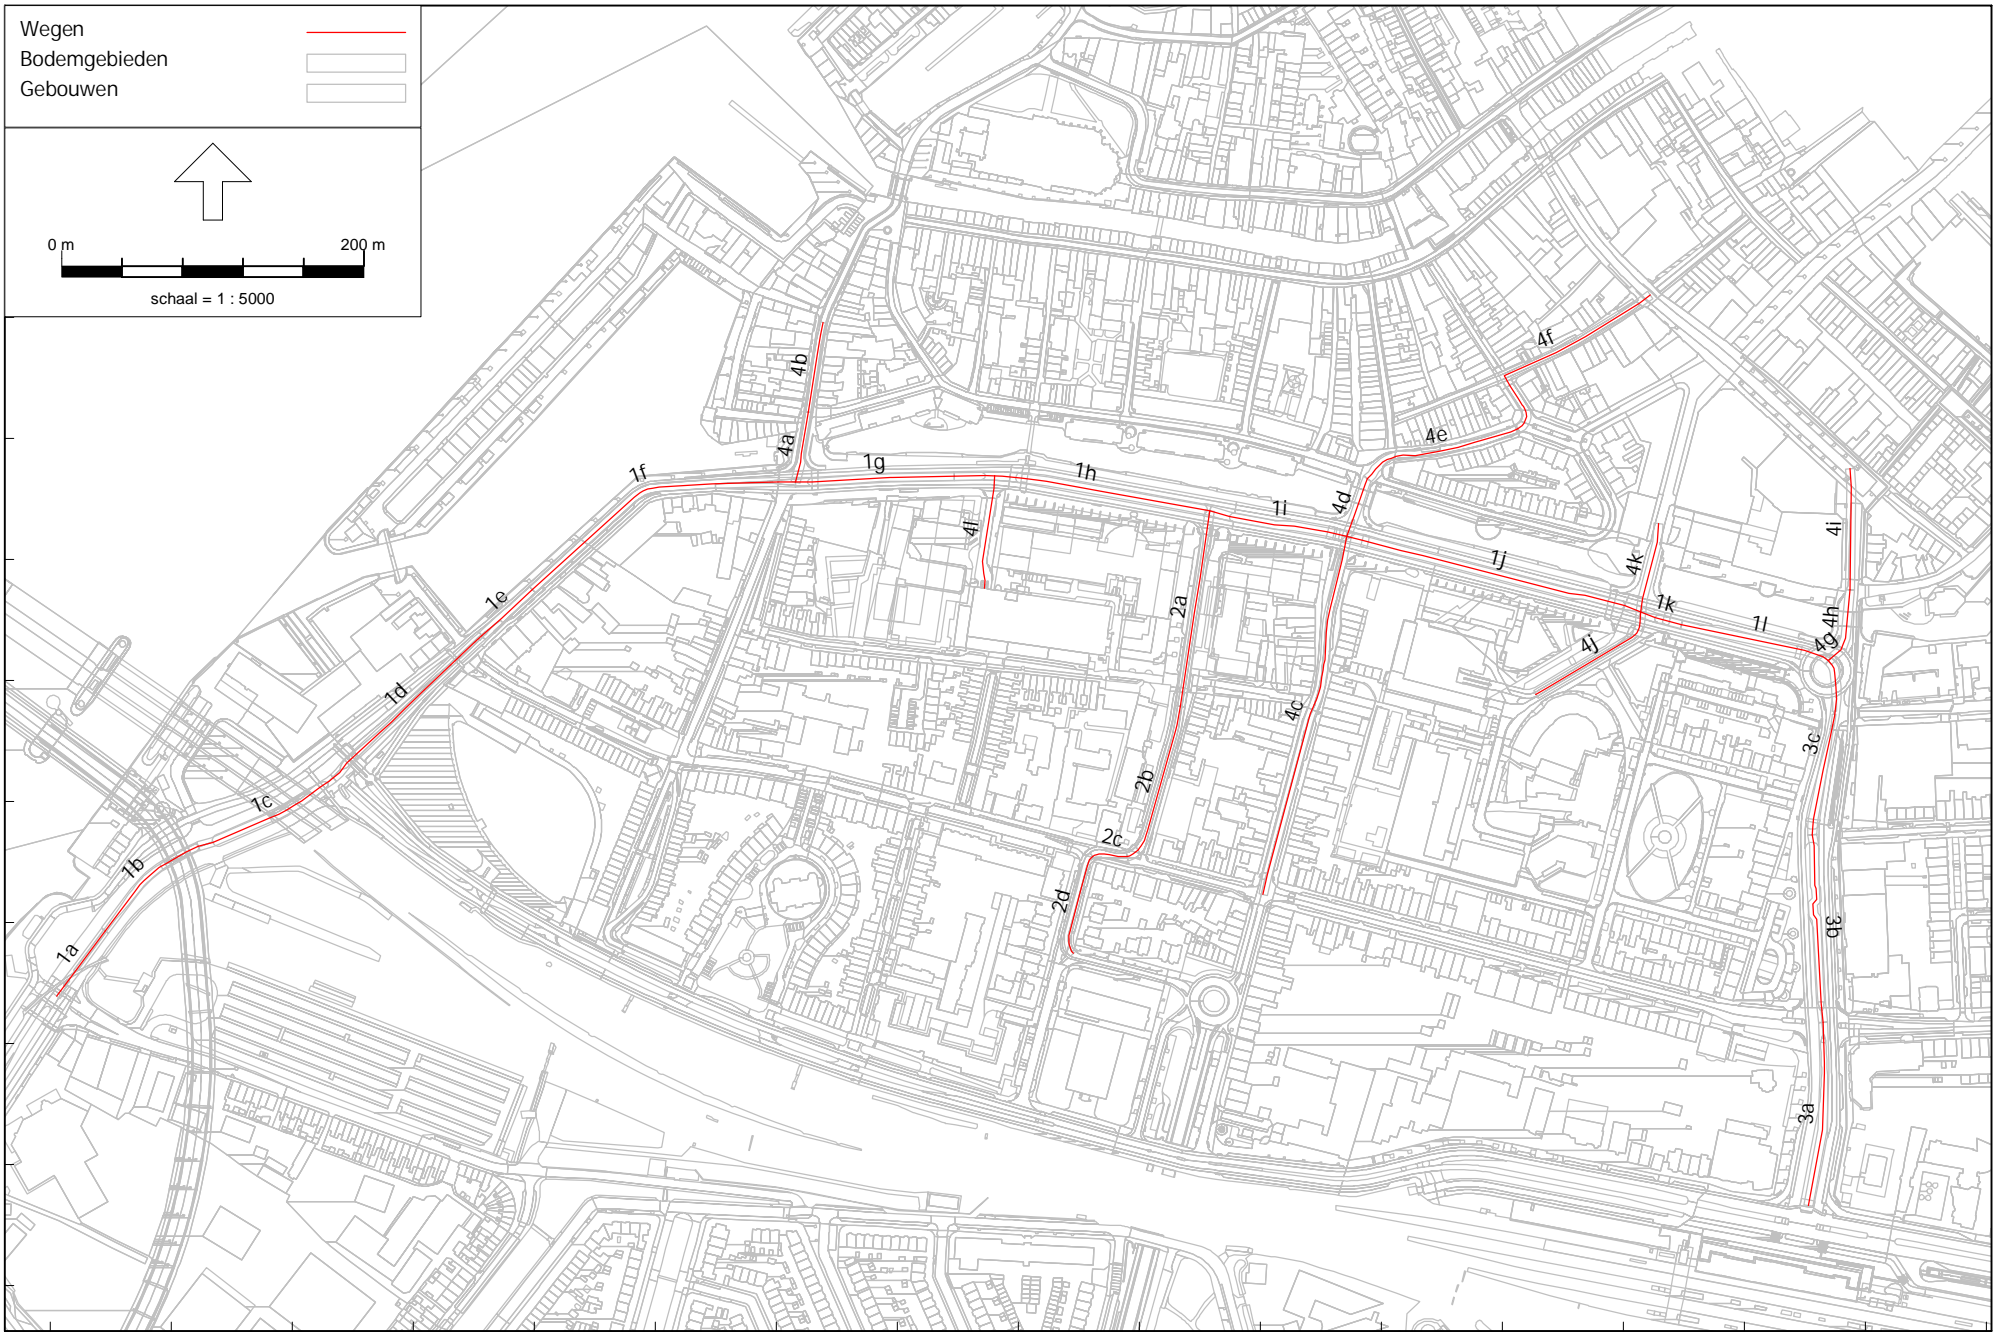 Wegen
Bodemgebieden
Gebouwen
0 m 200 m
schaal = 1 : 5000
4f
4b
4a
4e
1f
1g
1h
1i
4d
4l
4i
1j
4k
1e
2a
1k
4h
1l
4g
4j
1d
4c
3c
2b
1c
2c
1b
2d
3b
1a
3a